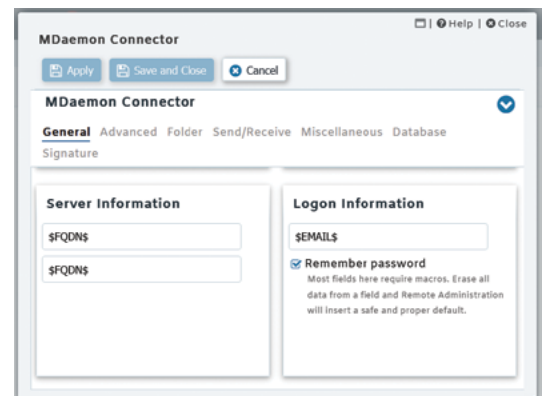 | Help | Close
MDaemon Connector
Apply Save and Close Cancel
MDaemon Connector
General Advanced Folder Send/Receive Miscellaneous Database
Signature
Server Information
$FQDN$
$FQDN$
Logon Information
$EMAIL$
Remember password
Most fields here require macros. Erase all
data from a field and Remote Administration
will insert a safe and proper default.